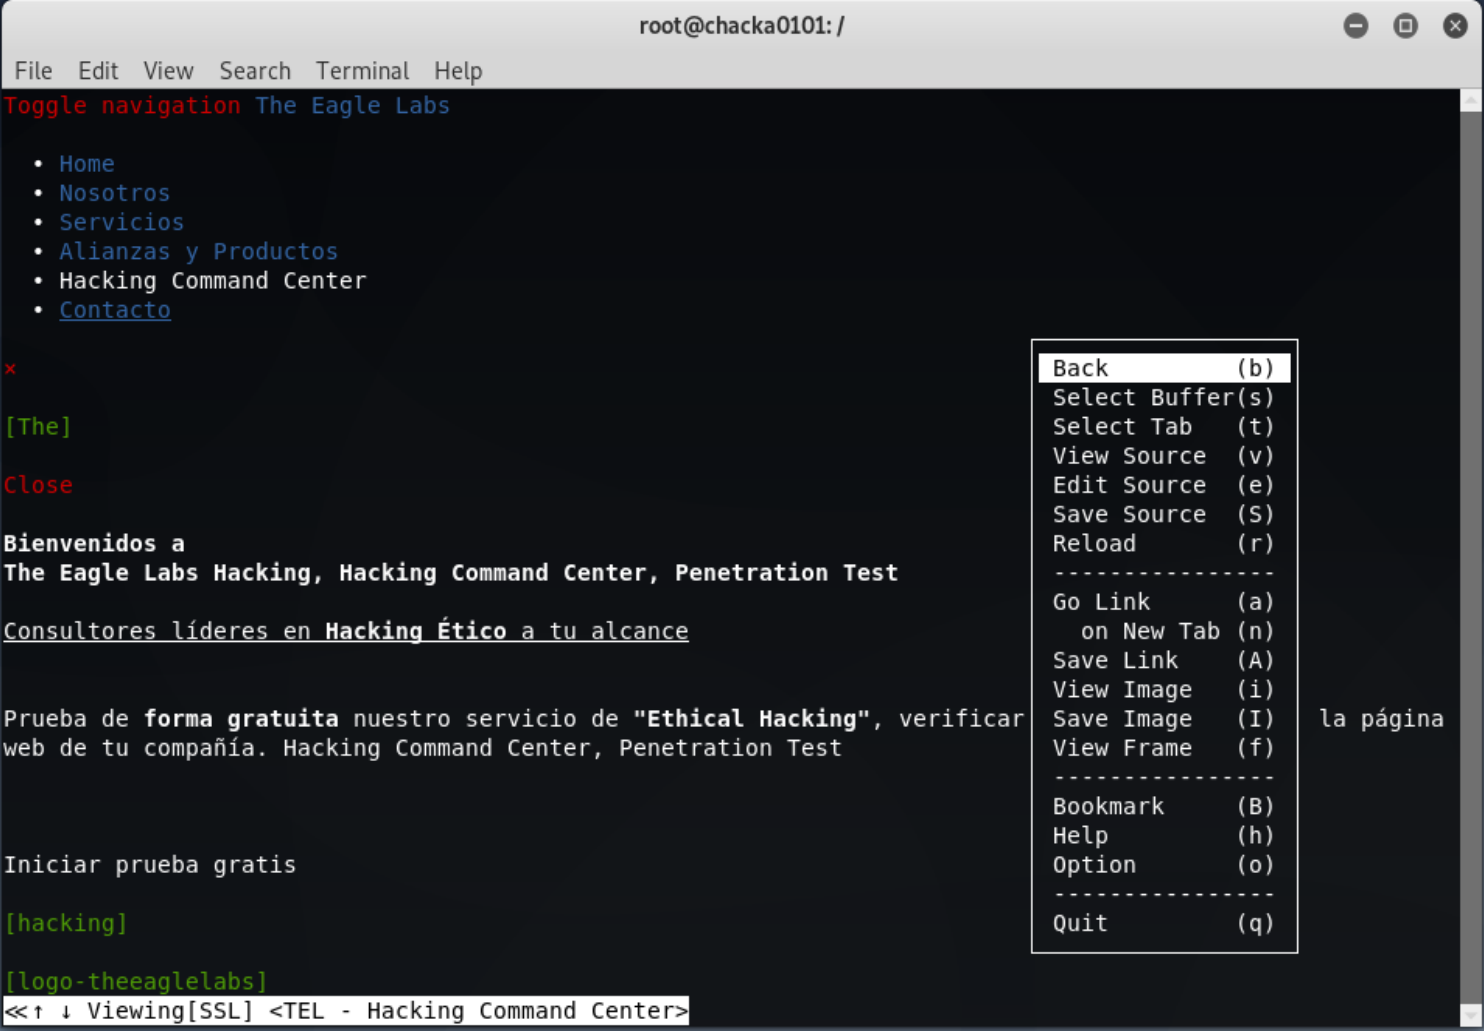 root@chacka0101: /
File Edit View Search Terminal Help
Toggle navigation The Eagle Labs
• Home
• Nosotros
• Servicios
• Alianzas y Productos
• Hacking Command Center
• Contacto
×
[The]
Close
Bienvenidos a
The Eagle Labs Hacking, Hacking Command Center, Penetration Test
Consultores líderes en Hacking Ético a tu alcance
Prueba de forma gratuita nuestro servicio de "Ethical Hacking", verificar la página
web de tu compañía. Hacking Command Center, Penetration Test
Iniciar prueba gratis
[hacking]
[logo-theeaglelabs]
≪↑ ↓ Viewing[SSL] <TEL - Hacking Command Center>
Back (b)
Select Buffer(s)
Select Tab (t)
View Source (v)
Edit Source (e)
Save Source (S)
Reload (r)
----------------
Go Link (a)
on New Tab (n)
Save Link (A)
View Image (i)
Save Image (I)
View Frame (f)
----------------
Bookmark (B)
Help (h)
Option (o)
----------------
Quit (q)